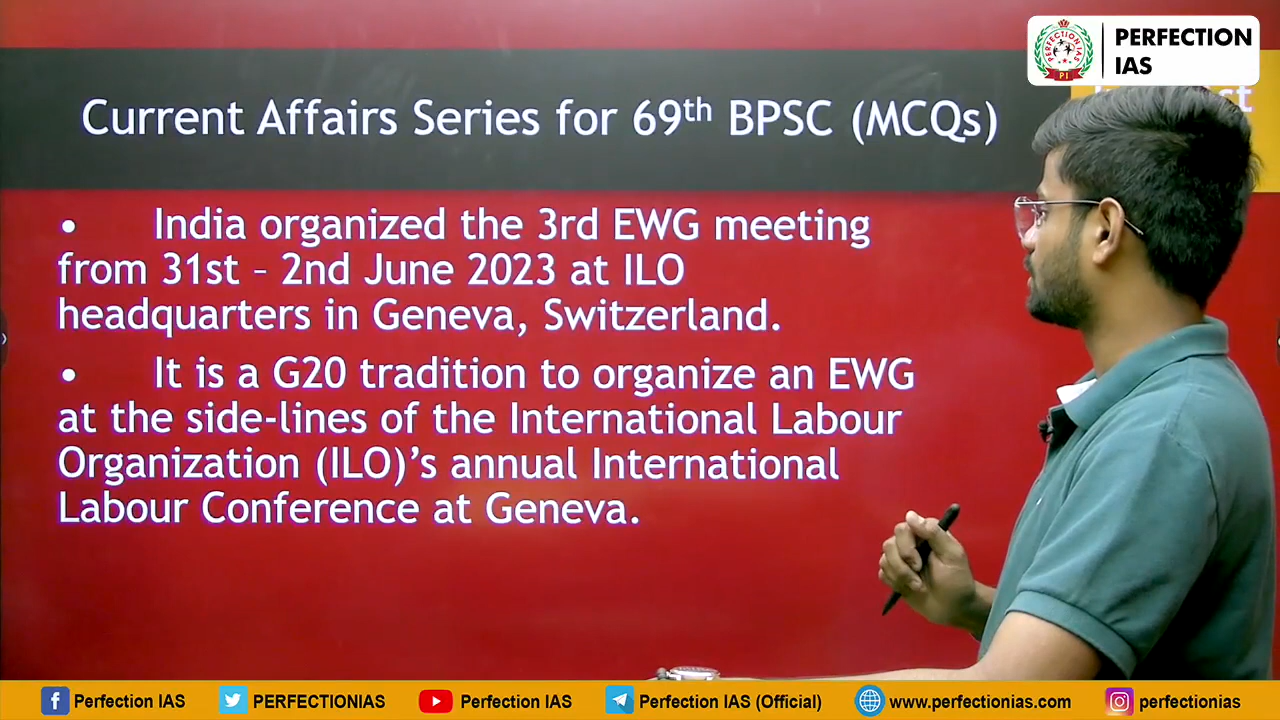 PERFECTION
IAS
PERFECTION IAS
PI
Current Affairs Series for 69th BPSC (MCQs)
• India organized the 3rd EWG meeting
from 31st – 2nd June 2023 at ILO
headquarters in Geneva, Switzerland.
• It is a G20 tradition to organize an EWG
at the side-lines of the International Labour
Organization (ILO)'s annual International
Labour Conference at Geneva.
Perfection IAS
PERFECTIONIAS
Perfection IAS
Perfection IAS (Official)
www.perfectionias.com
perfectionias